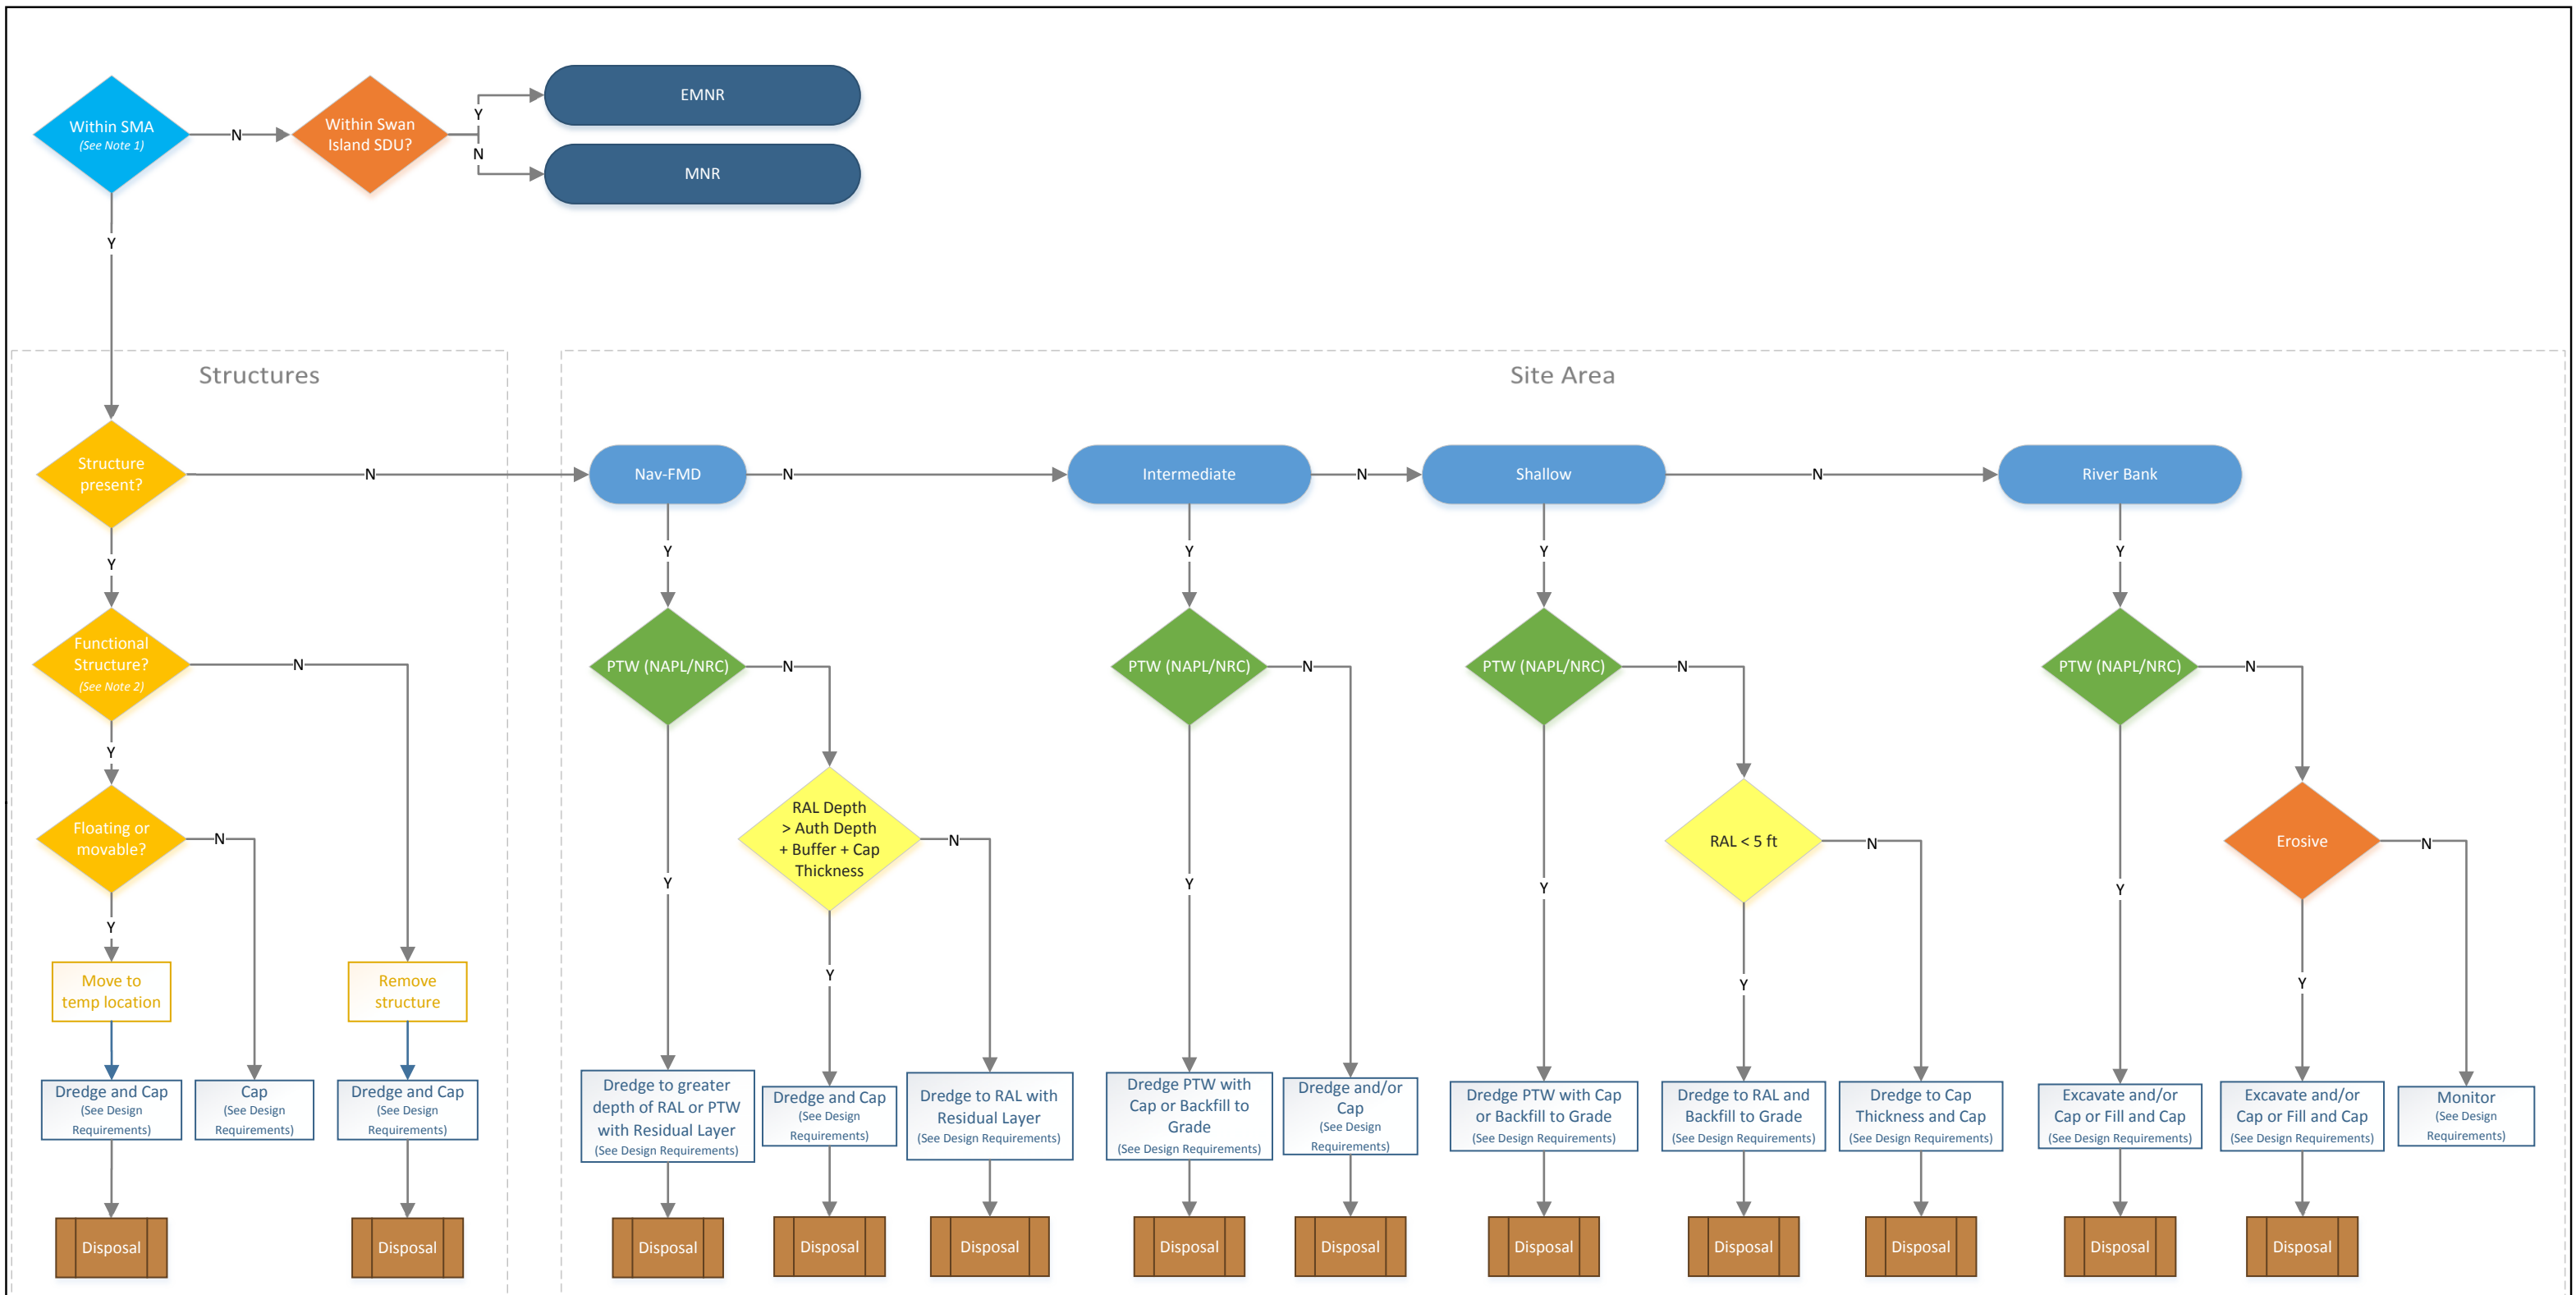 EMNR
Within SMA
(See Note 1)
N
Within Swan
Island SDU?
Y
N
MNR
Y
Structures
Site Area
Structure
present?
N
Nav-FMD
N
Intermediate
N
Shallow
N
River Bank
Y
Y
Y
Y
Y
Functional
Structure?
(See Note 2)
N
PTW (NAPL/NRC)
N
PTW (NAPL/NRC)
N
PTW (NAPL/NRC)
N
PTW (NAPL/NRC)
N
Y
Floating or
movable?
N
RAL Depth
> Auth Depth
+ Buffer + Cap
Thickness
N
RAL < 5 ft
N
Erosive
N
Y
Y
Y
Y
Y
Y
Y
Y
Move to
temp location
Remove
structure
Dredge and Cap
(See Design
Requirements)
Cap
(See Design
Requirements)
Dredge and Cap
(See Design
Requirements)
Dredge to greater
depth of RAL or PTW
with Residual Layer
(See Design Requirements)
Dredge and Cap
(See Design
Requirements)
Dredge to RAL with
Residual Layer
(See Design Requirements)
Dredge PTW with
Cap or Backfill to
Grade
(See Design Requirements)
Dredge and/or
Cap
(See Design
Requirements)
Dredge PTW with Cap
or Backfill to Grade
(See Design Requirements)
Dredge to RAL and
Backfill to Grade
(See Design Requirements)
Dredge to Cap
Thickness and Cap
(See Design Requirements)
Excavate and/or
Cap or Fill and Cap
(See Design Requirements)
Excavate and/or
Cap or Fill and Cap
(See Design Requirements)
Monitor
(See Design
Requirements)
Disposal
Disposal
Disposal
Disposal
Disposal
Disposal
Disposal
Disposal
Disposal
Disposal
Disposal
Disposal